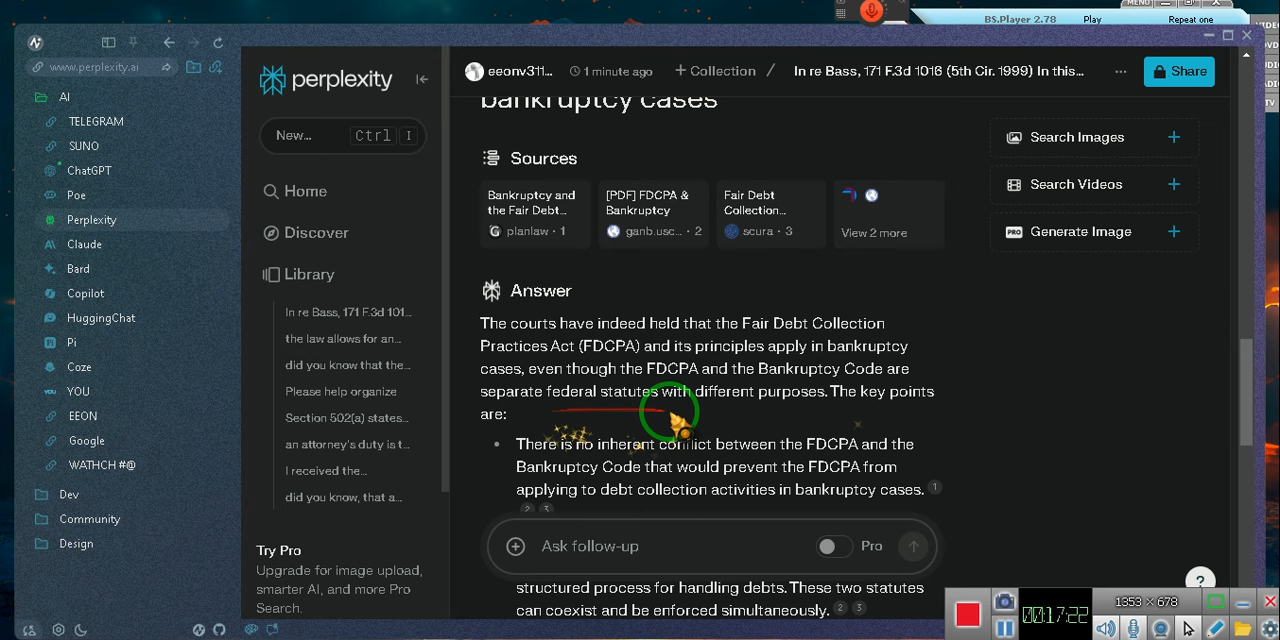 MENU
BS.Player 2.78 Play Repeat one
www.perplexity.ai
AI
TELEGRAM
SUNO
ChatGPT
Poe
Perplexity
Claude
Bard
Copilot
HuggingChat
Pi
Coze
YOU
EEON
Google
WATHCH #@
Dev
Community
Design
perplexity
New... Ctrl I
Home
Discover
Library
In re Bass, 171 F.3d 101...
the law allows for an...
did you know that the...
Please help organize
Section 502(a) states...
an attorney's duty is t...
I received the...
did you know, that a...
Try Pro
Upgrade for image upload,
smarter AI, and more Pro
Search.
eeonv311... 1 minute ago + Collection / In re Bass, 171 F.3d 1016 (5th Cir. 1999) In this... ... Share
bankruptcy cases
Sources
Bankruptcy and
the Fair Debt...
planlaw · 1
[PDF] FDCPA &
Bankruptcy
ganb.usc... · 2
Fair Debt
Collection...
scura · 3
View 2 more
Answer
The courts have indeed held that the Fair Debt Collection
Practices Act (FDCPA) and its principles apply in bankruptcy
cases, even though the FDCPA and the Bankruptcy Code are
separate federal statutes with different purposes. The key points
are:
• There is no inherent conflict between the FDCPA and the
Bankruptcy Code that would prevent the FDCPA from
applying to debt collection activities in bankruptcy cases. 1
2 3
Ask follow-up Pro
structured process for handling debts. These two statutes
can coexist and be enforced simultaneously. 2 3
Search Images +
Search Videos +
PRO Generate Image +
?
00:17:22
1353 × 678